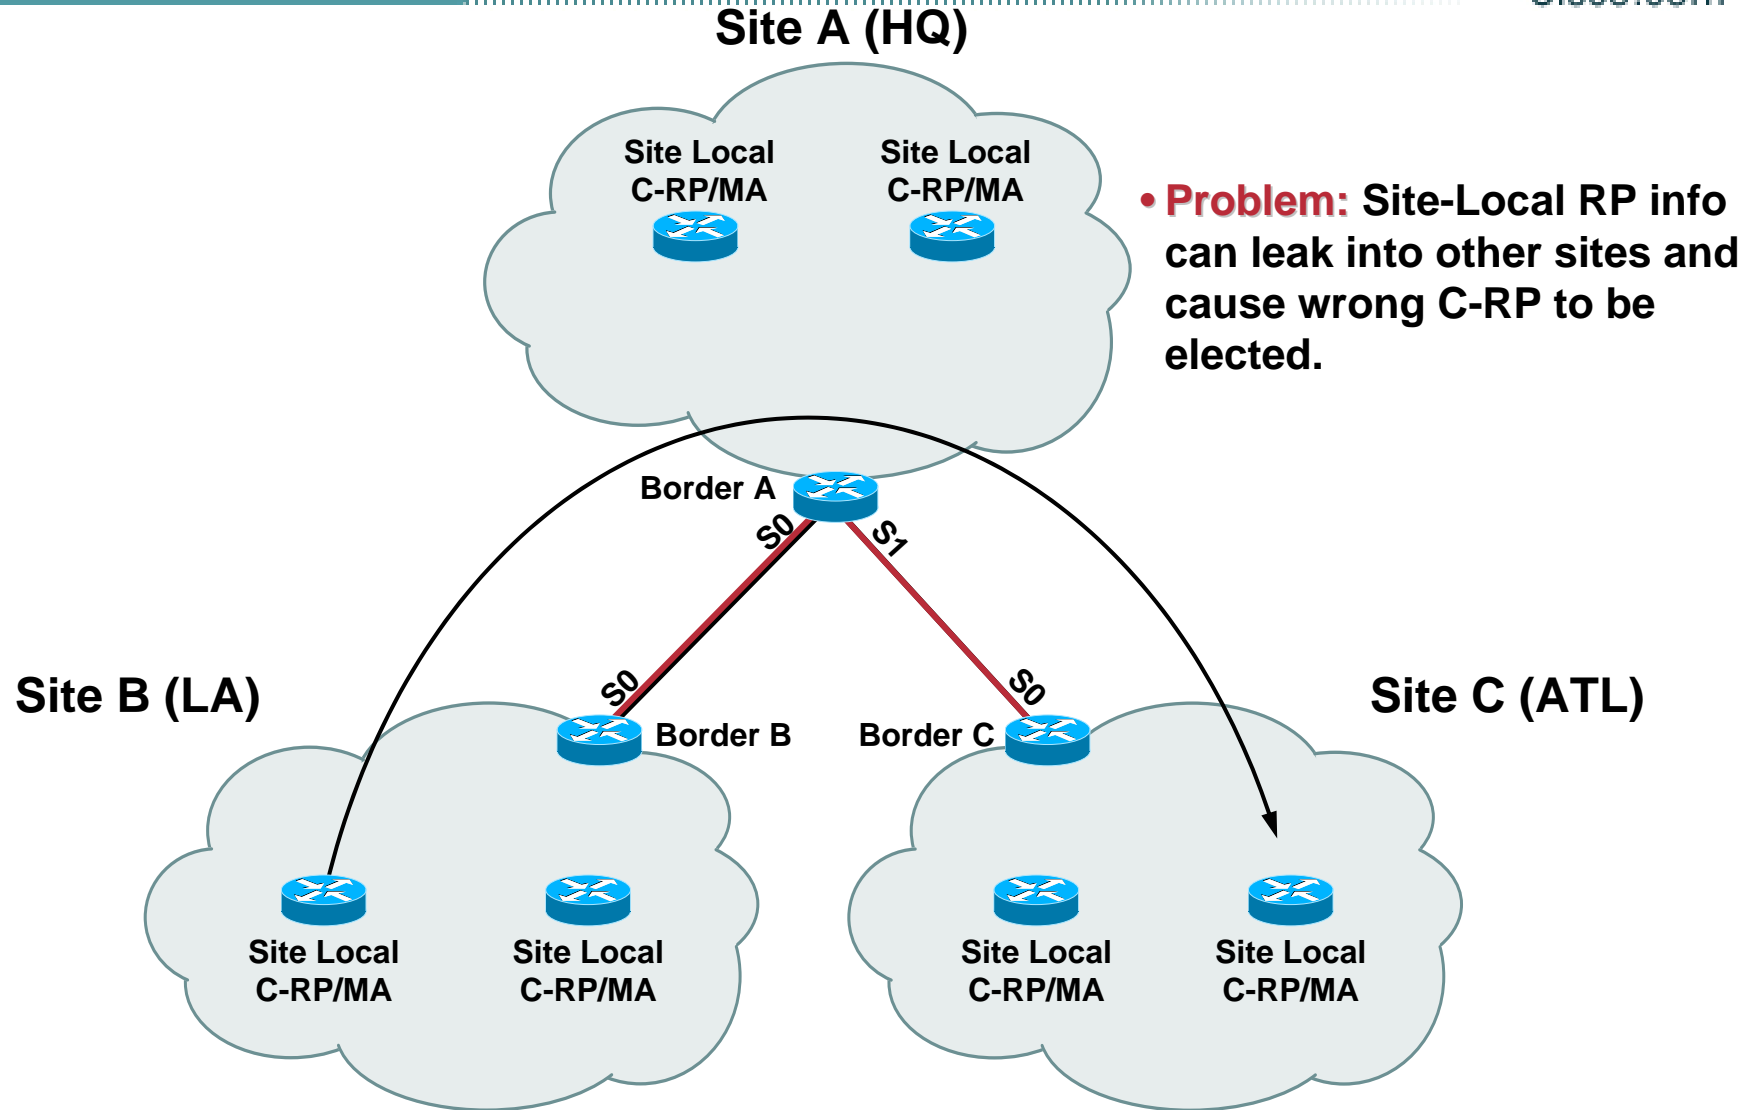 Site A (HQ)
Site Local
C-RP/MA
Site Local
C-RP/MA
• Problem: Site-Local RP info
can leak into other sites and
cause wrong C-RP to be
elected.
Border A
S0
S1
S0
S0
Site B (LA)
Site C (ATL)
Border B
Border C
Site Local
C-RP/MA
Site Local
C-RP/MA
Site Local
C-RP/MA
Site Local
C-RP/MA